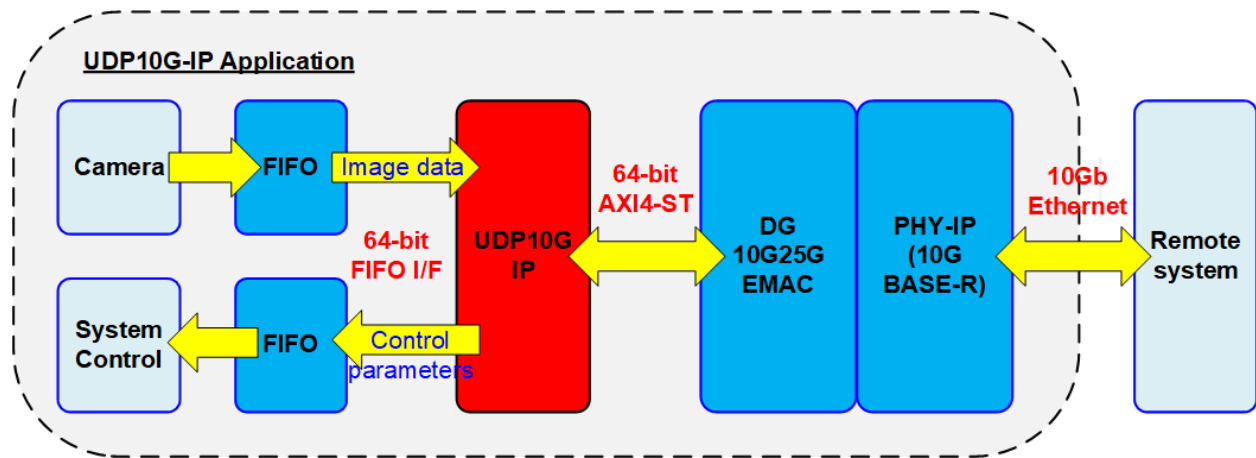 UDP10G-IP Application
Camera
FIFO
Image data
64-bit
FIFO I/F
System
Control
FIFO
Control
parameters
UDP10G
IP
64-bit
AXI4-ST
DG
10G25G
EMAC
PHY-IP
(10G
BASE-R)
10Gb
Ethernet
Remote
system